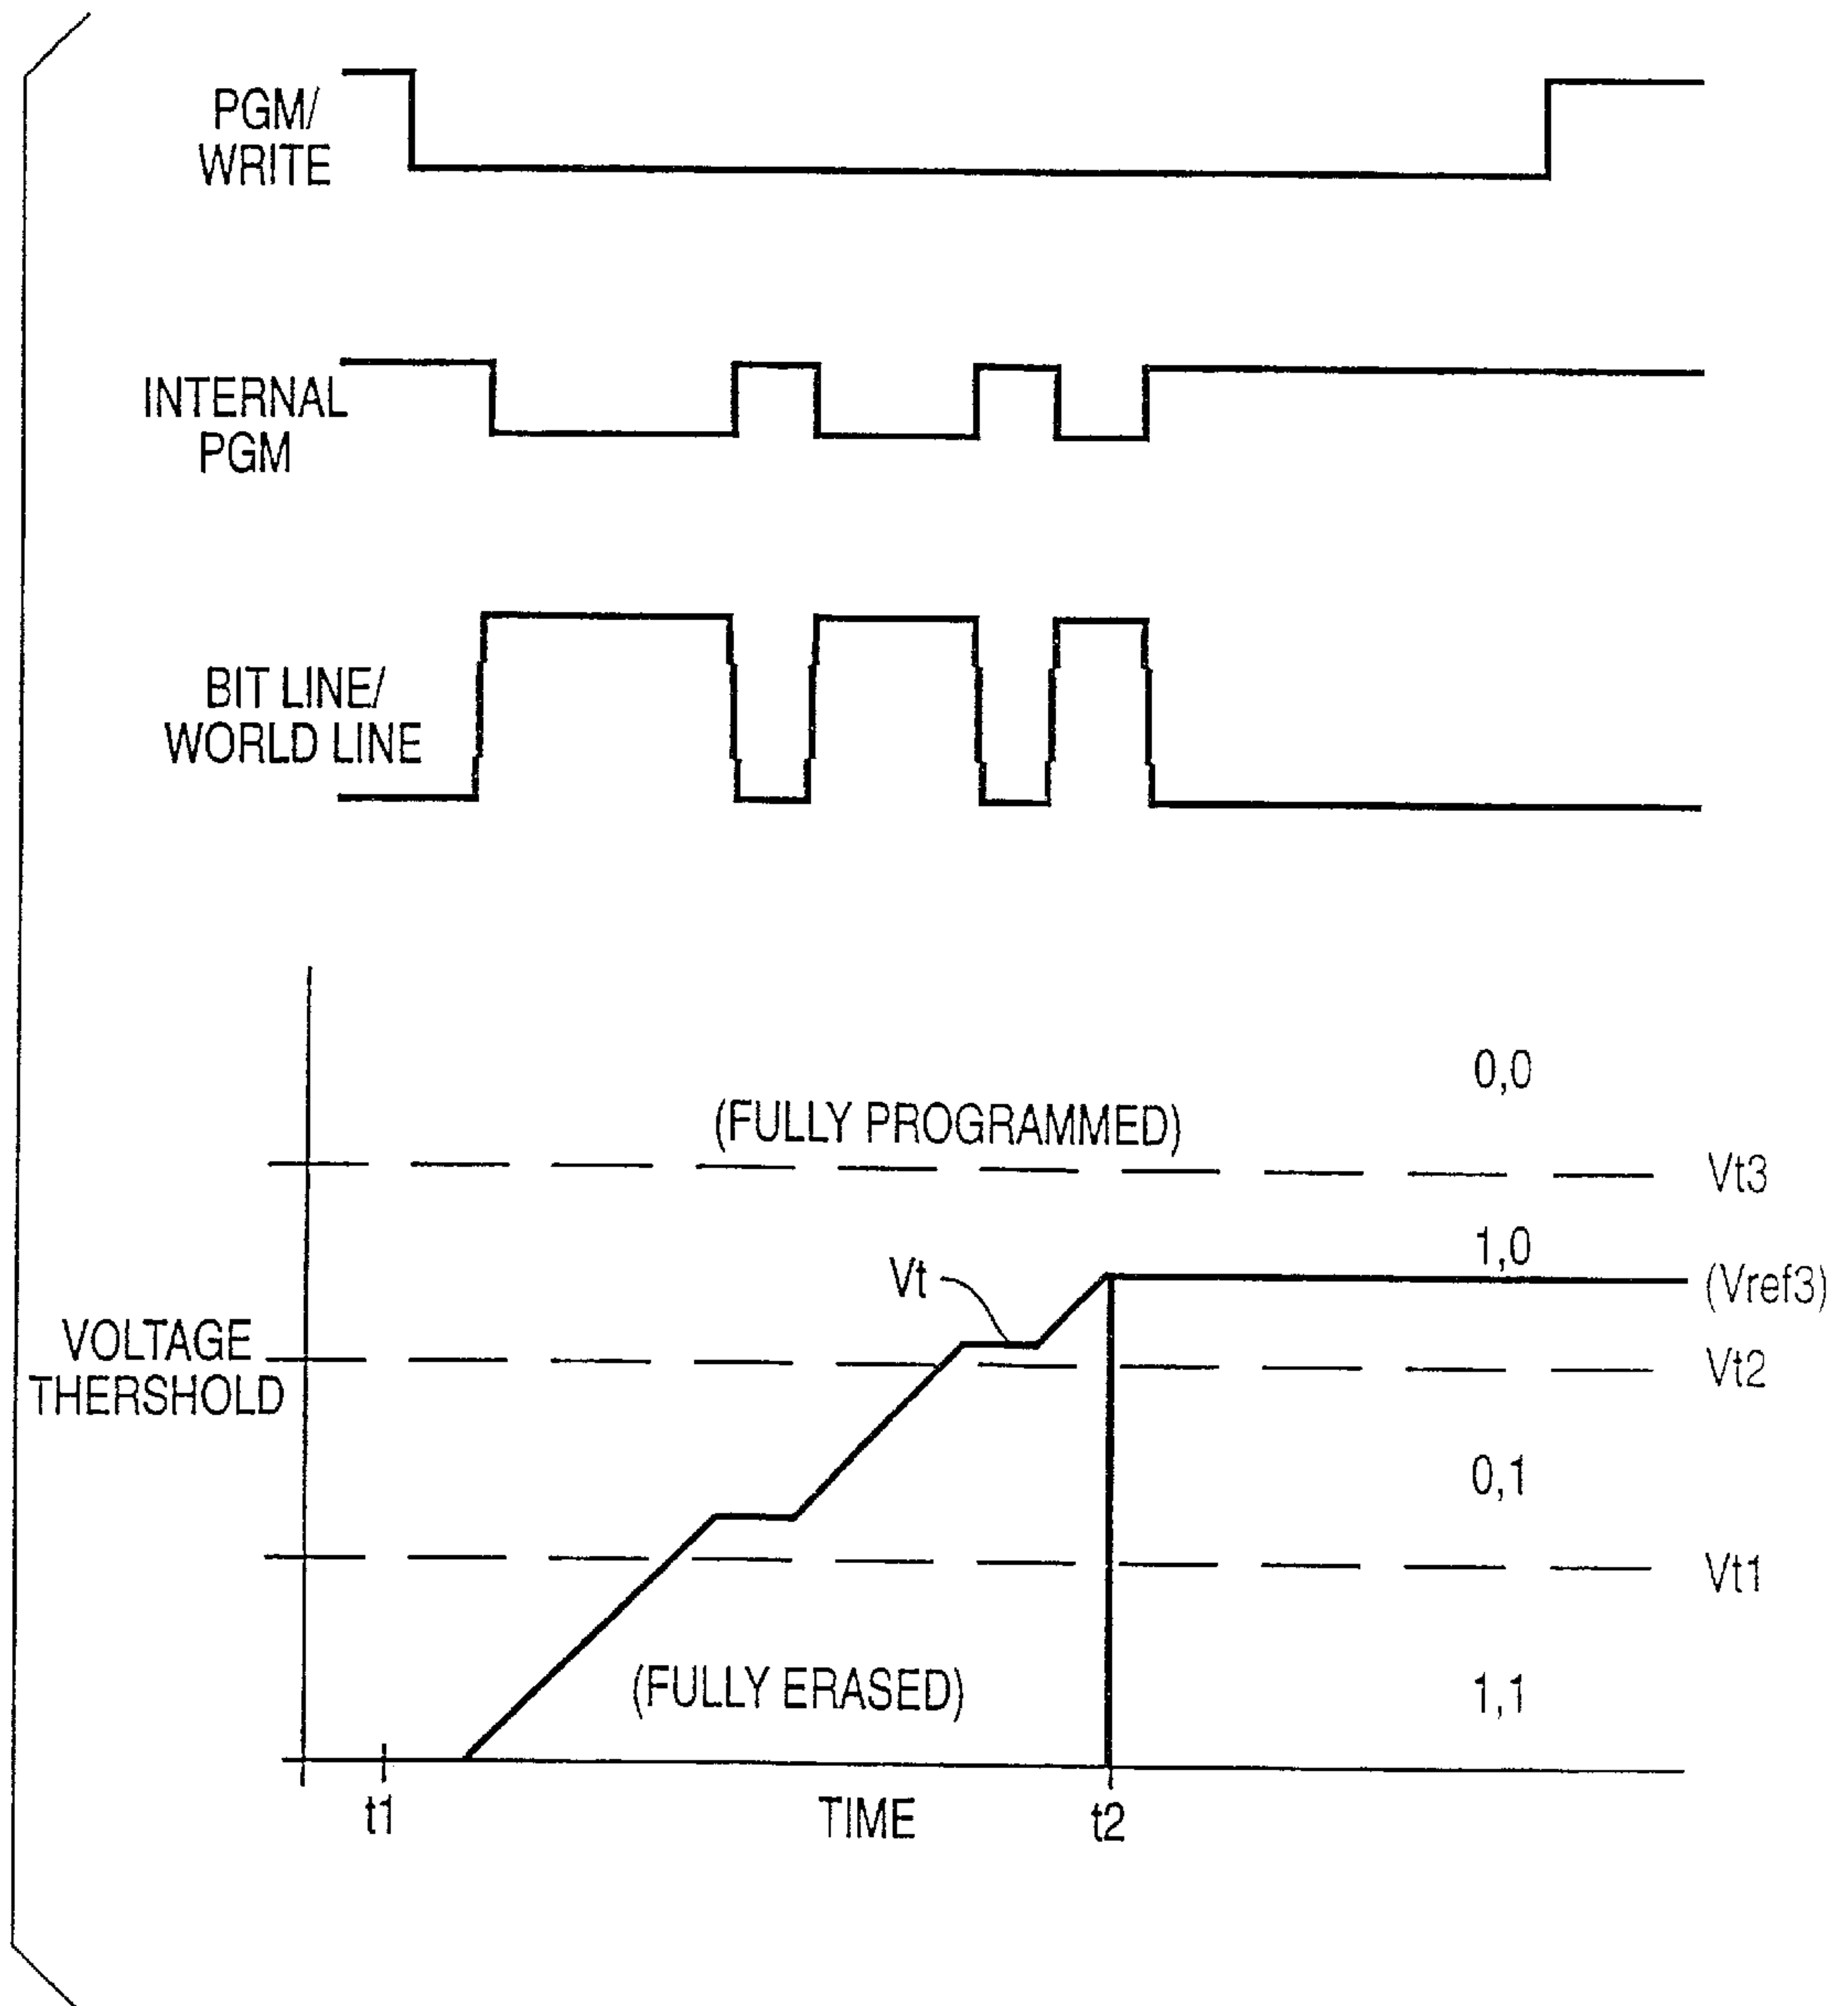 PGM/
WRITE
INTERNAL
PGM
BIT LINE/
WORLD LINE
0,0
(FULLY PROGRAMMED)
Vt3
1,0
Vt
(Vref3)
VOLTAGE
THERSHOLD
Vt2
0,1
Vt1
(FULLY ERASED)
1,1
t1
TIME
t2